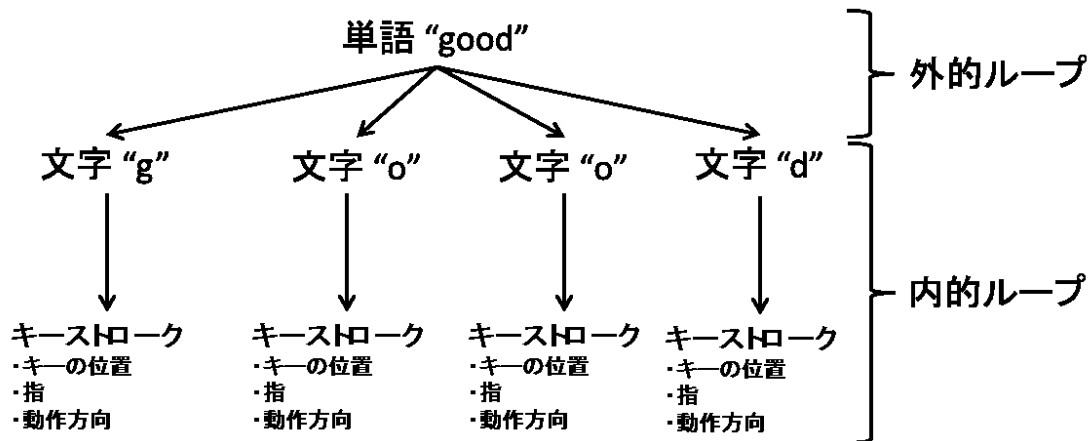 単語 “good”
外的ループ
文字 “g”
文字 “o”
文字 “o”
文字 “d”
内的ループ
キーストローク
・キーの位置
・指
・動作方向
キーストローク
・キーの位置
・指
・動作方向
キーストローク
・キーの位置
・指
・動作方向
キーストローク
・キーの位置
・指
・動作方向